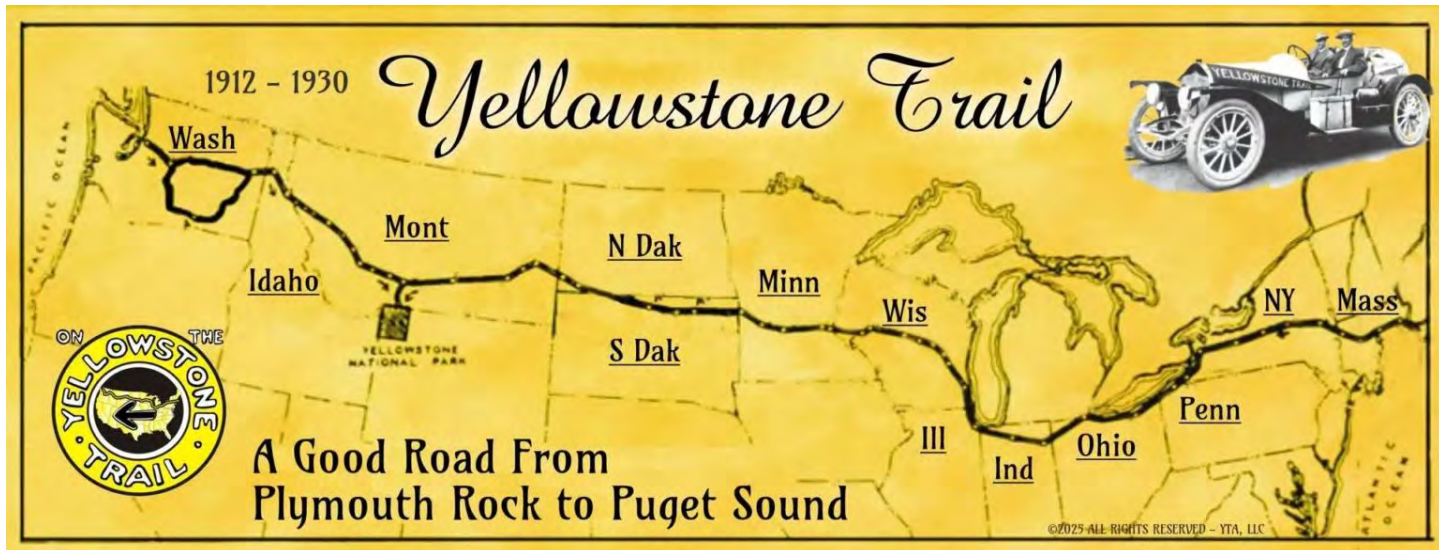 1912 – 1930
Yellowstone Trail
YELLOWSTONE TRAIL
PACIFIC OCEAN
Wash
Mont
Idaho
N Dak
S Dak
Minn
Wis
Ill
Ind
Ohio
Penn
NY
Mass
YELLOWSTONE
NATIONAL PARK
ON THE
YELLOWSTONE
TRAIL
A Good Road From
Plymouth Rock to Puget Sound
ATLANTIC
OCEAN
©2025 ALL RIGHTS RESERVED – YTA, LLC